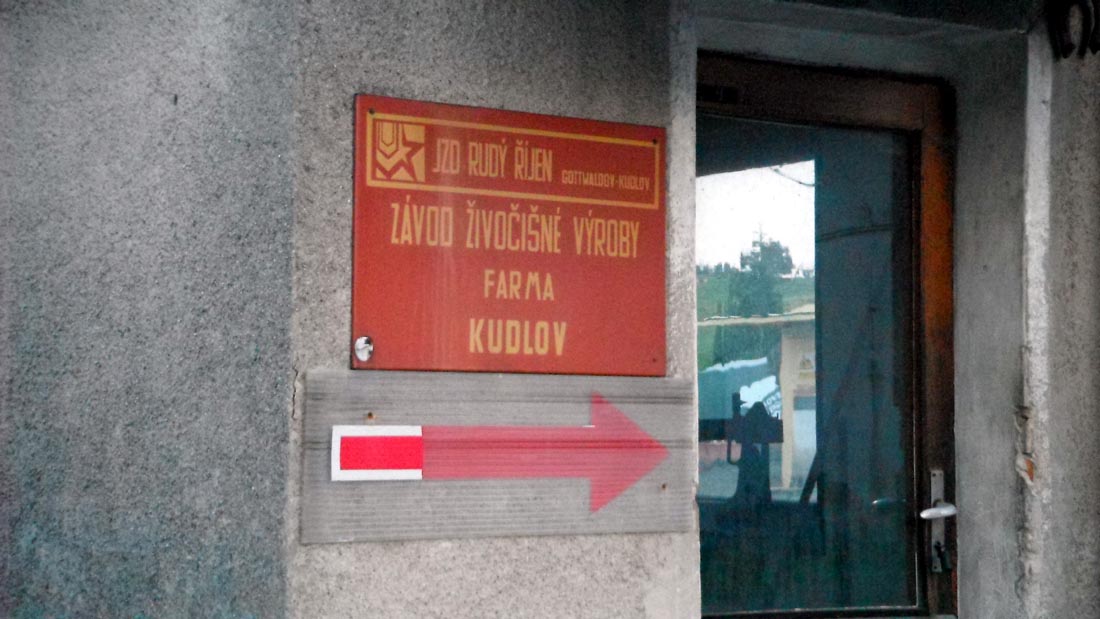 JZD RUDÝ ŘÍJEN GOTTWALDOV-KUDLOV
ZÁVOD ŽIVOČIŠNÉ VÝROBY
FARMA
KUDLOV